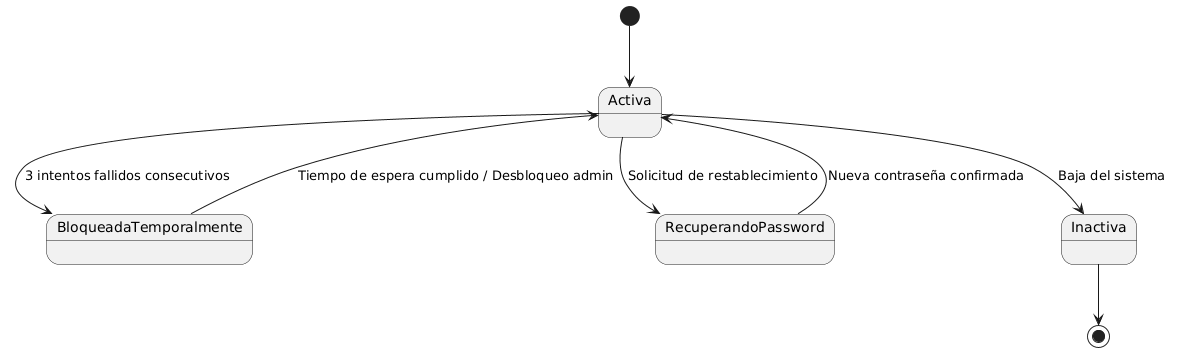 Activa
3 intentos fallidos consecutivos
Tiempo de espera cumplido / Desbloqueo admin
Solicitud de restablecimiento
Nueva contraseña confirmada
Baja del sistema
BloqueadaTemporalmente
RecuperandoPassword
Inactiva